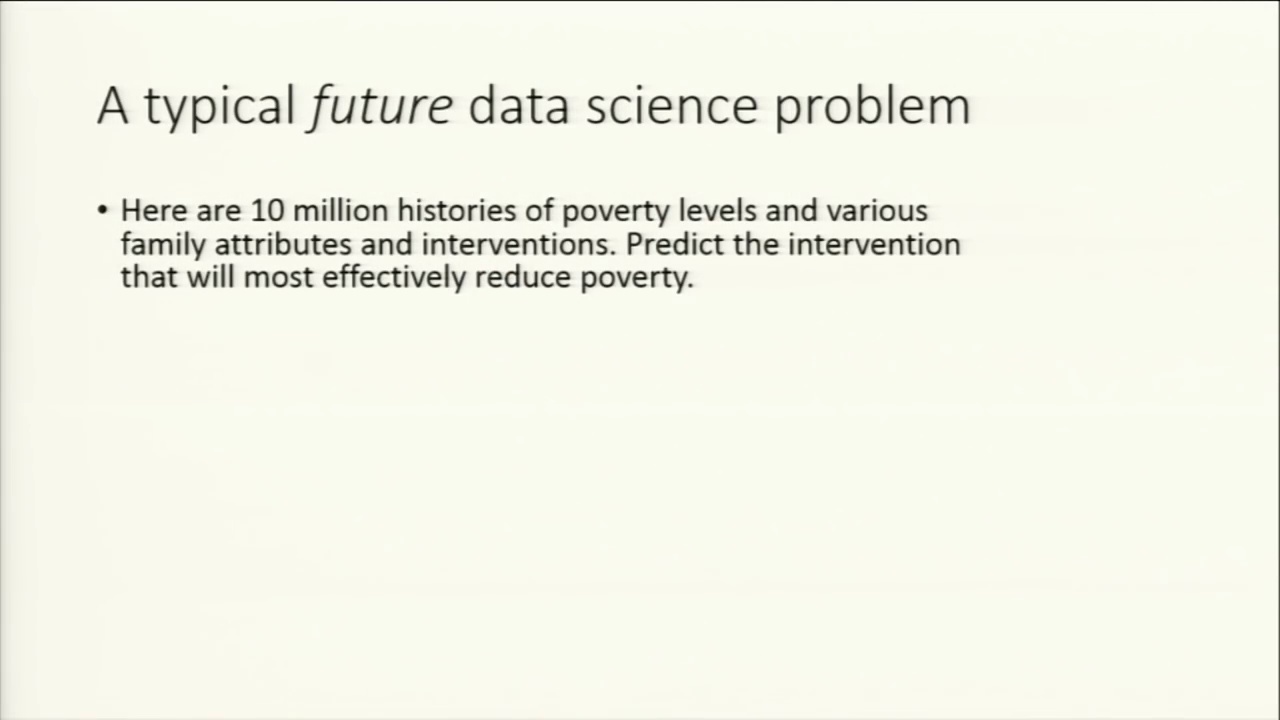 A typical future data science problem
• Here are 10 million histories of poverty levels and various
family attributes and interventions. Predict the intervention
that will most effectively reduce poverty.